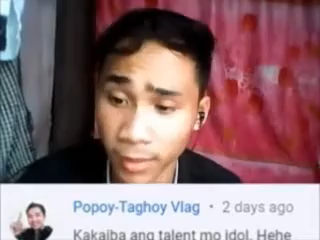 Popoy-Taghoy Vlag • 2 days ago
Kakaiba ang talent mo idol. Hehe